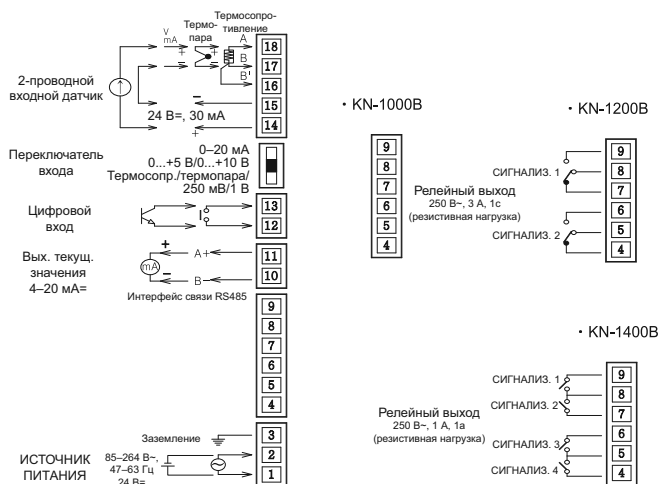 Термосопро-
тивление
Термо-
пара
V
mA
A
B
B'
+
−
+
−
18
17
16
15
14
2-проводной
входной датчик
−
24 В=, 30 мА
+
Переключатель
входа
0–20 мА
0...+5 В/0...+10 В
Термосопр./термопара/
250 мВ/1 В
Цифровой
вход
13
12
Вых. текущ.
значения
4–20 мА=
+
mA
−
A+
B−
11
10
Интерфейс связи RS485
9
8
7
6
5
4
Заземление
3
2
1
ИСТОЧНИК
ПИТАНИЯ
85–264 В~,
47–63 Гц
24 В=
· KN-1000B
9
8
7
6
5
4
· KN-1200B
СИГНАЛИЗ. 1
Релейный выход
250 В~, 3 А, 1c
(резистивная нагрузка)
СИГНАЛИЗ. 2
9
8
7
6
5
4
· KN-1400B
СИГНАЛИЗ. 1
СИГНАЛИЗ. 2
Релейный выход
250 В~, 1 А, 1a
(резистивная нагрузка)
СИГНАЛИЗ. 3
СИГНАЛИЗ. 4
9
8
7
6
5
4